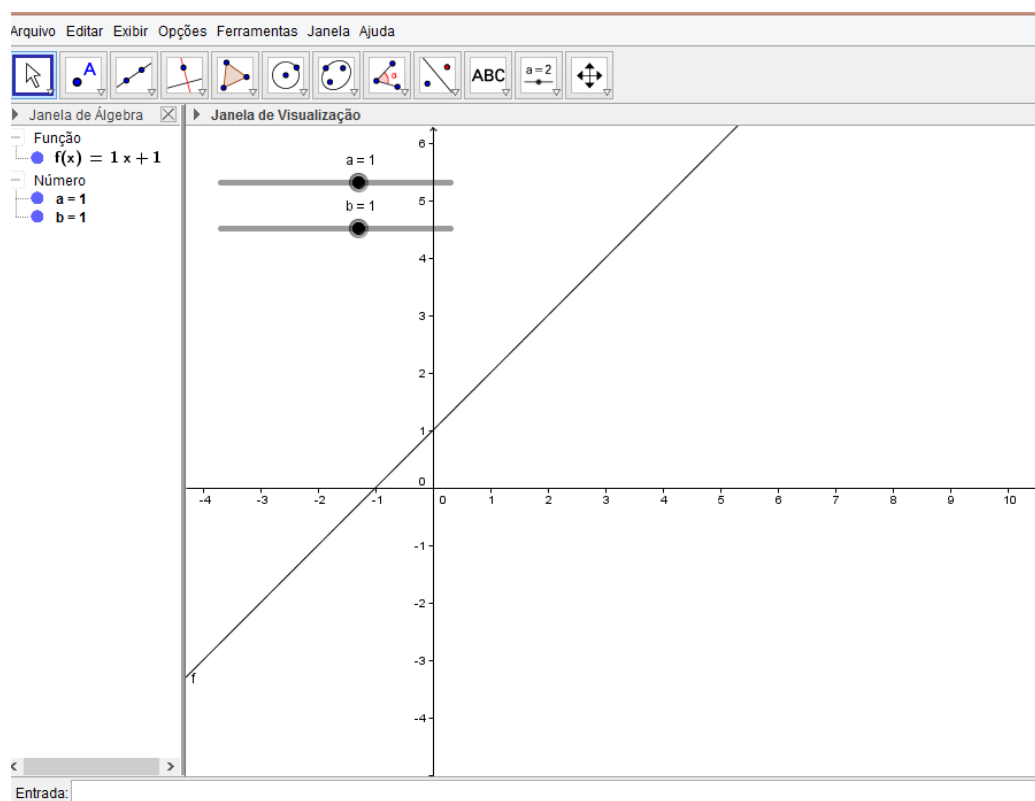 Arquivo Editar Exibir Opções Ferramentas Janela Ajuda
A α ABC a = 2
Janela de Álgebra
Janela de Visualização
Função
f(x) = 1 x + 1
Número
a = 1
b = 1
a = 1
b = 1
6
5
4
3
2
1
0
-4 -3 -2 -1 0 1 2 3 4 5 6 7 8 9 10
-1
-2
-3
-4
f
Entrada: